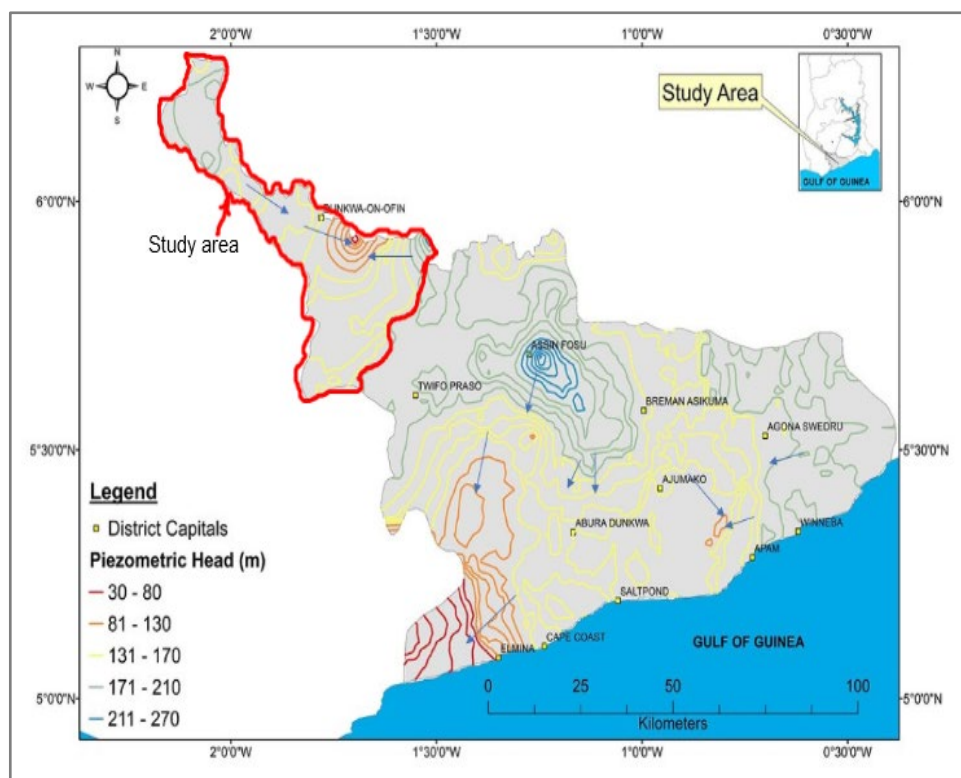 2°0'0"W
1°30'0"W
1°0'0"W
0°30'0"W
N
W
E
S
Study Area
GULF OF GUINEA
6°0'0"N
6°0'0"N
DUNKWA-ON-OFIN
Study area
ASSIN FOSU
TWIFO PRASO
BREMAN ASIKUMA
AGONA SWEDRU
5°30'0"N
5°30'0"N
AJUMAKO
ABURA DUNKWA
WINNEBA
APAM
SALTPOND
CAPE COAST
ELMINA
GULF OF GUINEA
Legend
District Capitals
Piezometric Head (m)
30 - 80
81 - 130
131 - 170
171 - 210
211 - 270
0
25
50
100
Kilometers
5°0'0"N
5°0'0"N
2°0'0"W
1°30'0"W
1°0'0"W
0°30'0"W